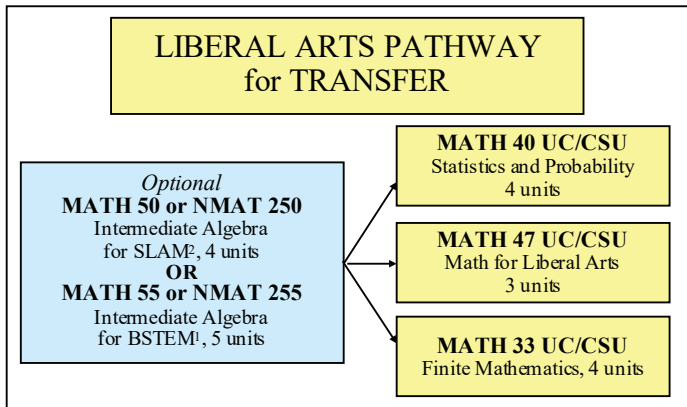 LIBERAL ARTS PATHWAY
for TRANSFER
Optional
MATH 50 or NMAT 250
Intermediate Algebra
for SLAM², 4 units
OR
MATH 55 or NMAT 255
Intermediate Algebra
for BSTEM¹, 5 units
MATH 40 UC/CSU
Statistics and Probability
4 units
MATH 47 UC/CSU
Math for Liberal Arts
3 units
MATH 33 UC/CSU
Finite Mathematics, 4 units